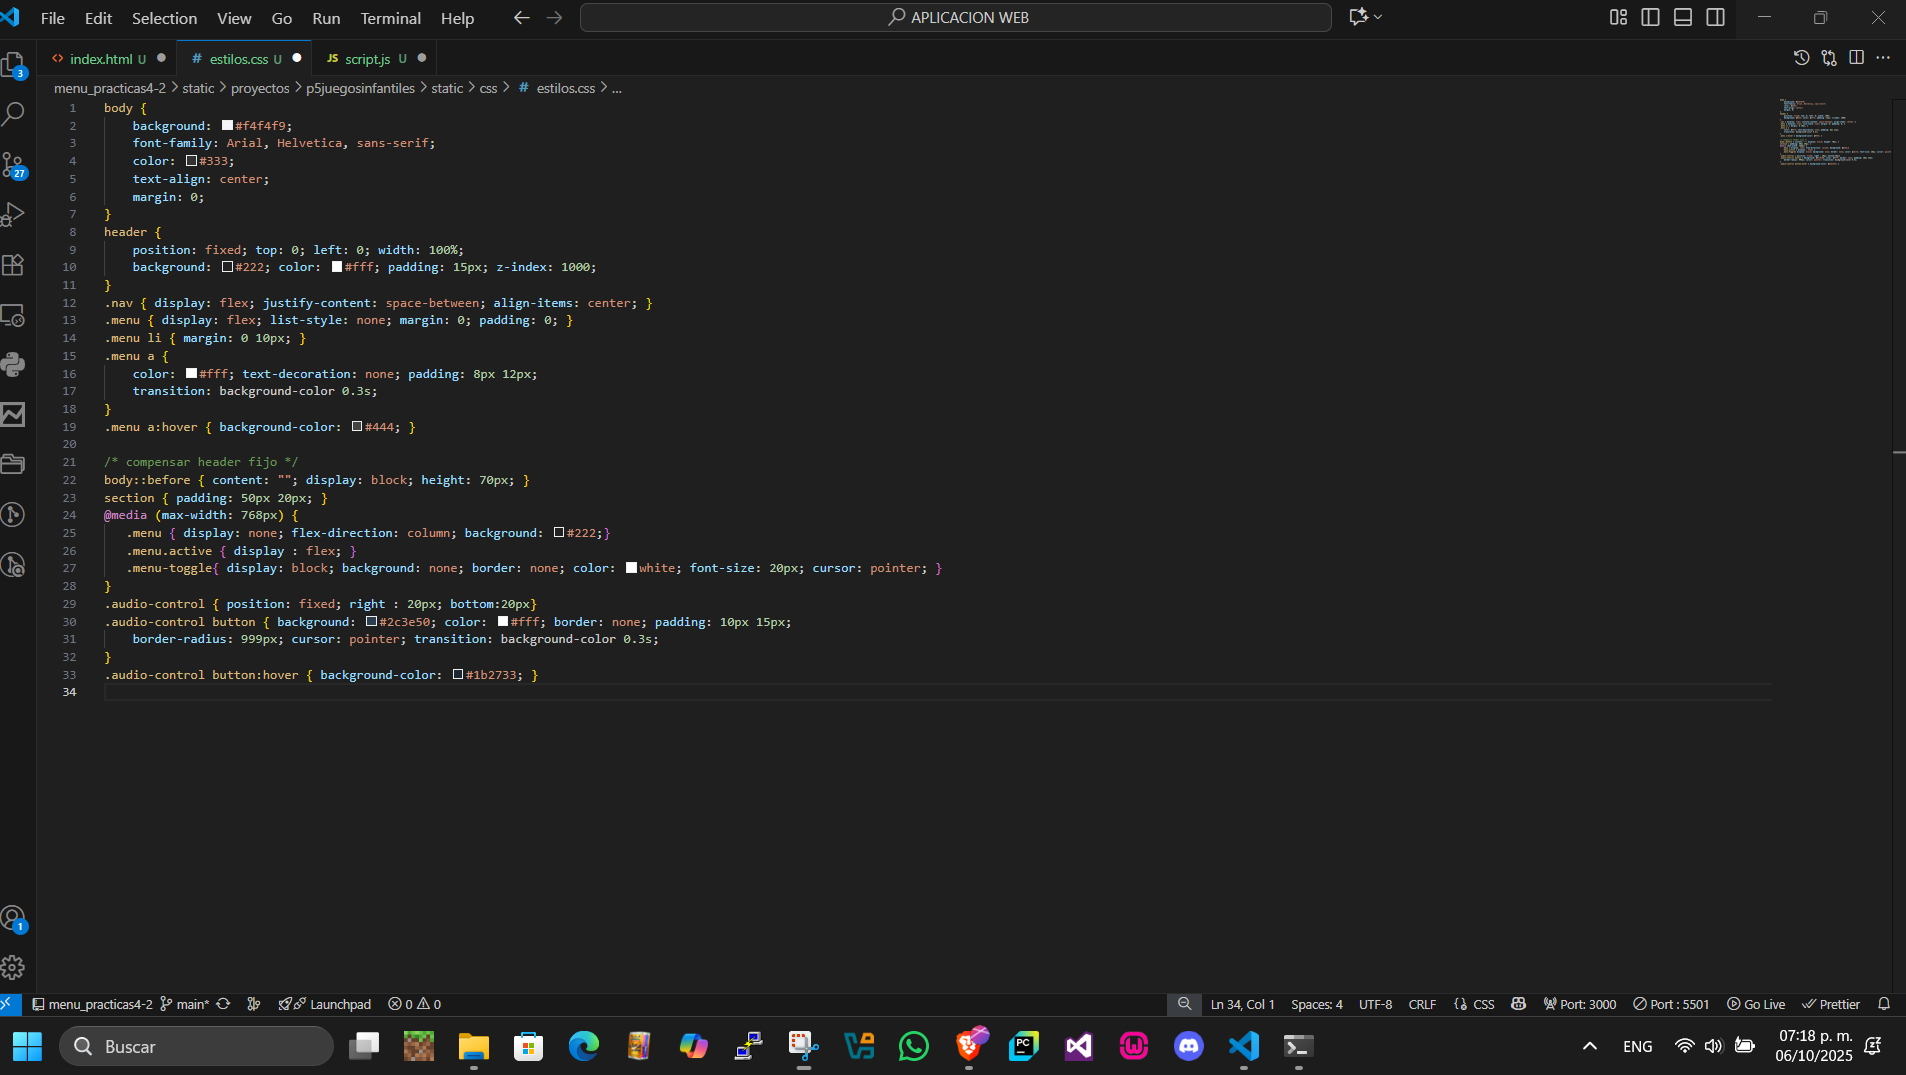 File Edit Selection View Go Run Terminal Help
APLICACION WEB
3
27
1
index.html U
# estilos.css U
JS script.js U
menu_practicas4-2 > static > proyectos > p5juegosinfantiles > static > css > # estilos.css > ...
1 body {
2 background: #f4f4f9;
3 font-family: Arial, Helvetica, sans-serif;
4 color: #333;
5 text-align: center;
6 margin: 0;
7 }
8 header {
9 position: fixed; top: 0; left: 0; width: 100%;
10 background: #222; color: #fff; padding: 15px; z-index: 1000;
11 }
12 .nav { display: flex; justify-content: space-between; align-items: center; }
13 .menu { display: flex; list-style: none; margin: 0; padding: 0; }
14 .menu li { margin: 0 10px; }
15 .menu a {
16 color: #fff; text-decoration: none; padding: 8px 12px;
17 transition: background-color 0.3s;
18 }
19 .menu a:hover { background-color: #444; }
20
21 /* compensar header fijo */
22 body::before { content: ""; display: block; height: 70px; }
23 section { padding: 50px 20px; }
24 @media (max-width: 768px) {
25 .menu { display: none; flex-direction: column; background: #222;}
26 .menu.active { display : flex; }
27 .menu-toggle{ display: block; background: none; border: none; color: white; font-size: 20px; cursor: pointer; }
28 }
29 .audio-control { position: fixed; right : 20px; bottom:20px}
30 .audio-control button { background: #2c3e50; color: #fff; border: none; padding: 10px 15px;
31 border-radius: 999px; cursor: pointer; transition: background-color 0.3s;
32 }
33 .audio-control button:hover { background-color: #1b2733; }
34
menu_practicas4-2 main* Launchpad 0 0
Ln 34, Col 1 Spaces: 4 UTF-8 CRLF {} CSS Port: 3000 Port : 5501 Go Live Prettier
Buscar
PC
ENG
07:18 p. m.
06/10/2025